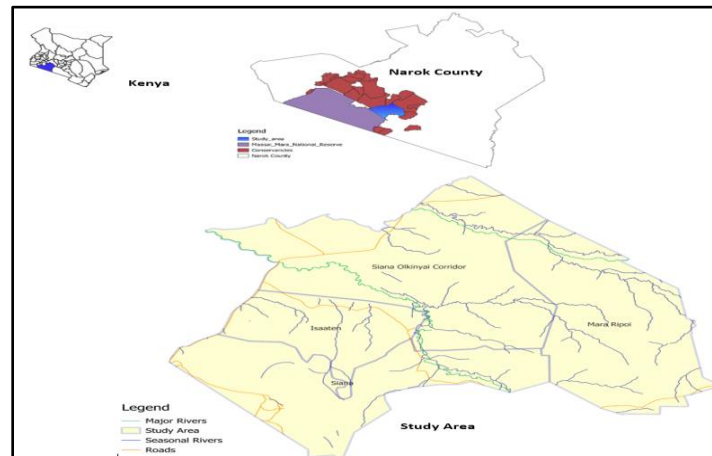 Kenya
Narok County
Legend
Study_area
Massai_Mara_National_Reserve
Conservancies
Narok County
Siana Olkinyai Corridor
Mara Ripoi
Isaaten
Siana
Legend
Major Rivers
Study Area
Seasonal Rivers
Roads
Study Area